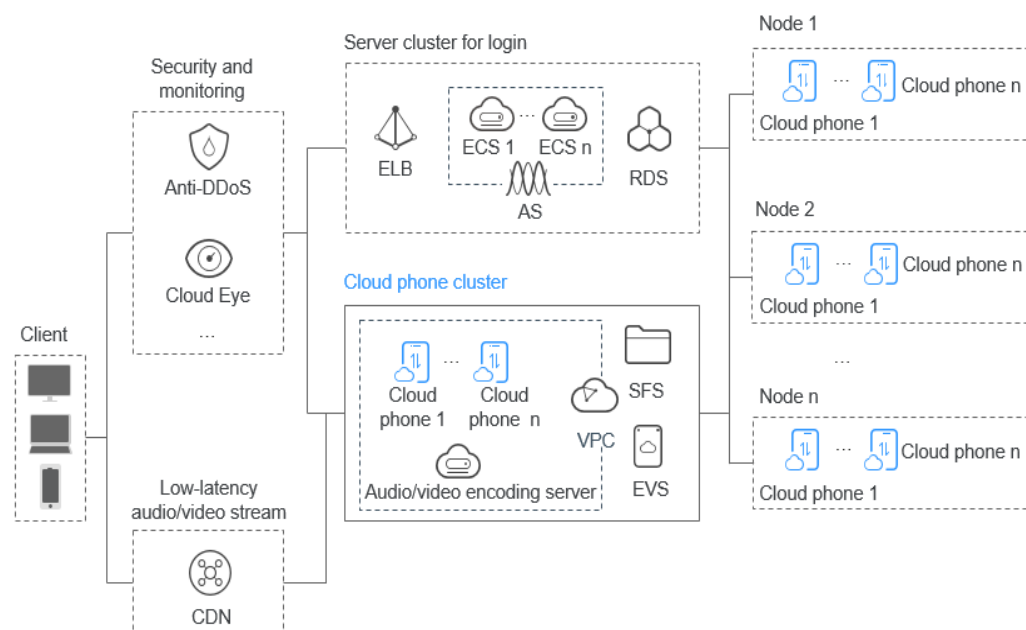 Client
Security and
monitoring
Anti-DDoS
Cloud Eye
...
Low-latency
audio/video stream
CDN
Server cluster for login
ELB
ECS 1
...
ECS n
AS
RDS
Cloud phone cluster
...
Cloud
phone 1
Cloud
phone n
Audio/video encoding server
VPC
SFS
EVS
Node 1
...
Cloud phone n
Cloud phone 1
Node 2
...
Cloud phone n
Cloud phone 1
...
Node n
...
Cloud phone n
Cloud phone 1